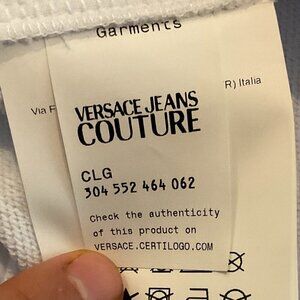 Garments
R) Italia
Via F
VERSACE JEANS
COUTURE
CLG
304 552 464 062
Check the authenticity
of this product on
VERSACE.CERTILOGO.COM